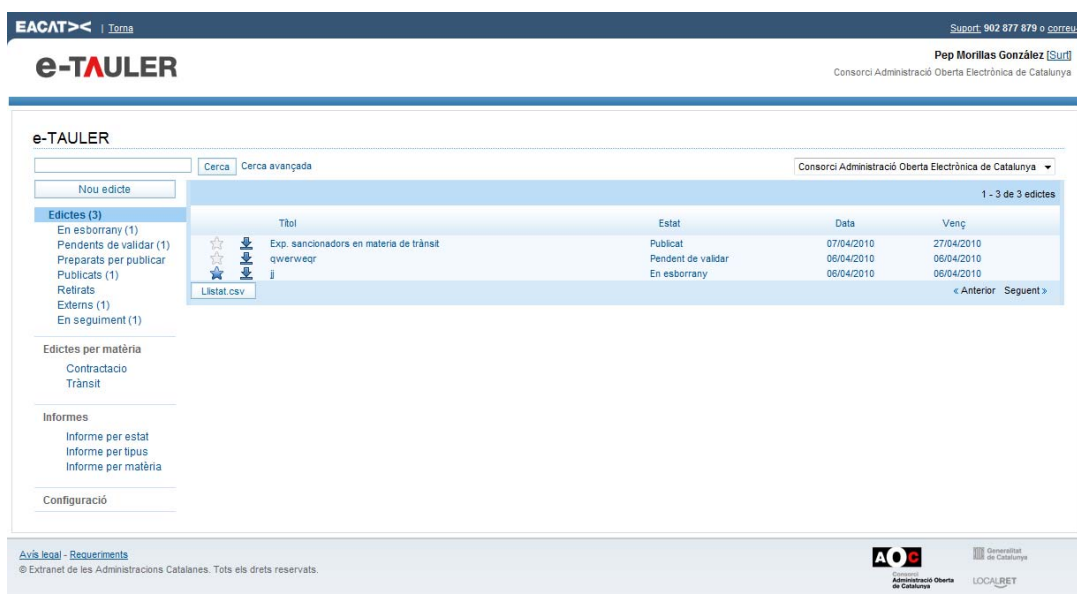 EACAT>< | Torna
Suport: 902 877 879 o correu-
e-TAULER
Pep Morillas González [Surt]
Consorci Administració Oberta Electrònica de Catalunya
e-TAULER
Cerca Cerca avançada
Consorci Administració Oberta Electrònica de Catalunya
Nou edicte
1 - 3 de 3 edictes
Edictes (3)
En esborrany (1)
Pendents de validar (1)
Preparats per publicar
Publicats (1)
Retirats
Externs (1)
En seguiment (1)
Títol Estat Data Venç
Exp. sancionadors en materia de trànsit Publicat 07/04/2010 27/04/2010
qwerweqr Pendent de validar 06/04/2010 06/04/2010
jj En esborrany 06/04/2010 06/04/2010
Llistat.csv
« Anterior Seguent »
Edictes per matèria
Contractacio
Trànsit
Informes
Informe per estat
Informe per tipus
Informe per matèria
Configuració
Avís legal - Requeriments
© Extranet de les Administracions Catalanes. Tots els drets reservats.
AOC
Consorci
Administració Oberta
de Catalunya
Generalitat
de Catalunya
LOCALRET